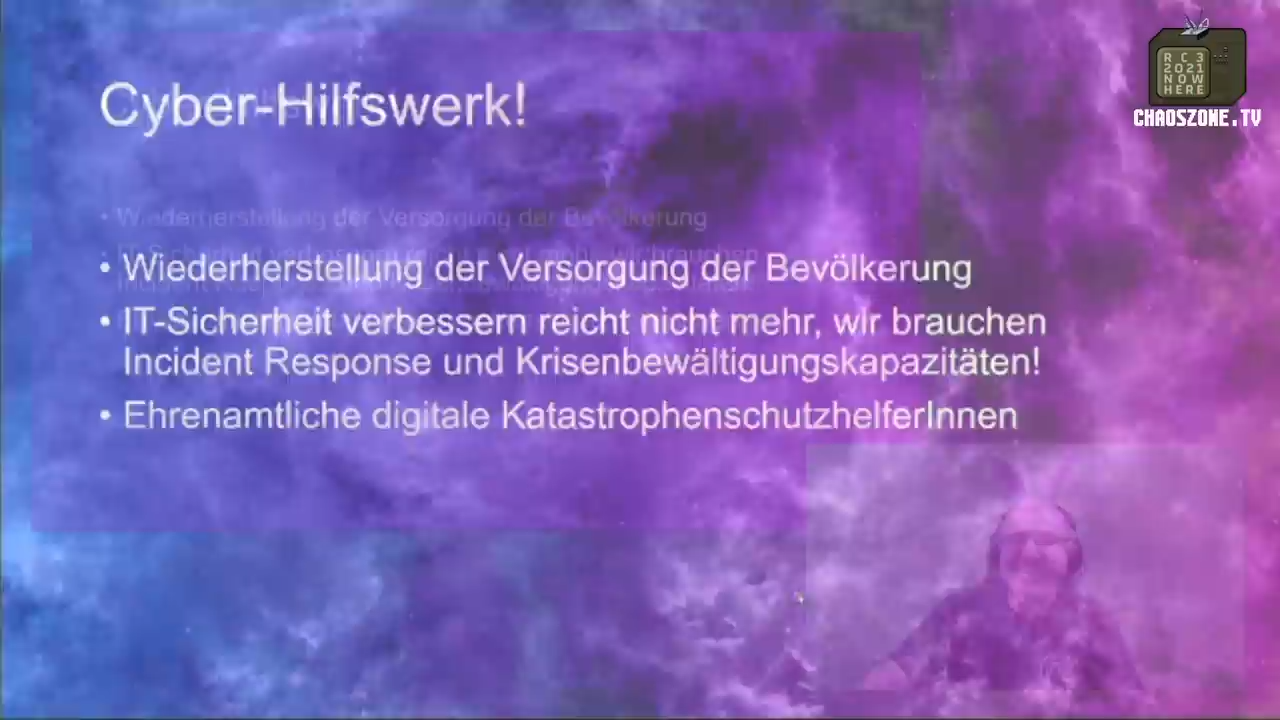 Cyber-Hilfswerk!
• Wiederherstellung der Versorgung der Bevölkerung
• IT-Sicherheit verbessern reicht nicht mehr, wir brauchen
Incident Response und Krisenbewältigungskapazitäten!
• Ehrenamtliche digitale KatastrophenschutzhelferInnen
RC3
2021
NOW
HERE
CHAOSZONE.TV